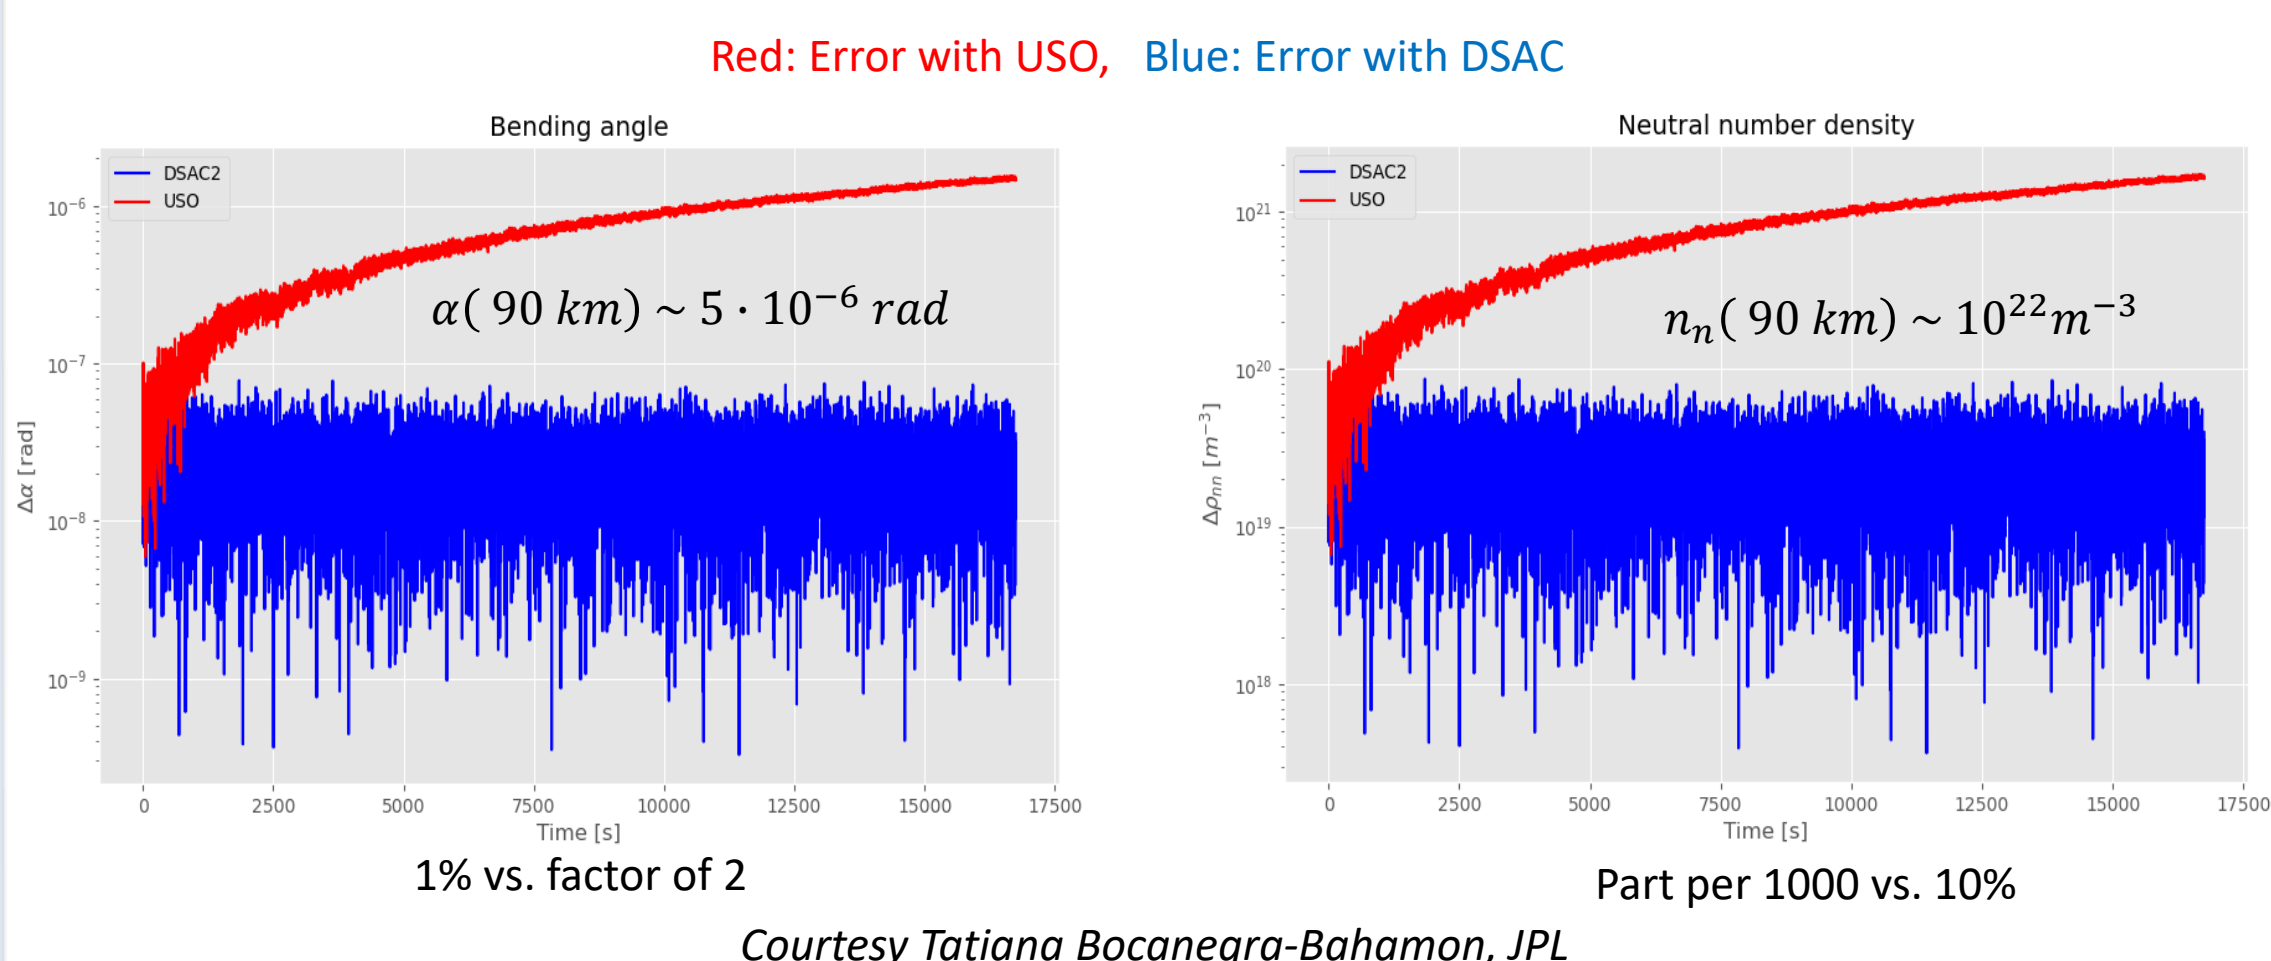 Red: Error with USO, Blue: Error with DSAC
Bending angle
DSAC2
USO
10⁻⁶
10⁻⁷
10⁻⁸
10⁻⁹
Δα [rad]
α( 90 km) ~ 5 · 10⁻⁶ rad
0 2500 5000 7500 10000 12500 15000 17500
Time [s]
1% vs. factor of 2
Neutral number density
DSAC2
USO
10²¹
10²⁰
10¹⁹
10¹⁸
Δρₙₙ [m⁻³]
nₙ( 90 km) ~ 10²²m⁻³
0 2500 5000 7500 10000 12500 15000 17500
Time [s]
Part per 1000 vs. 10%
Courtesy Tatiana Bocanegra-Bahamon, JPL